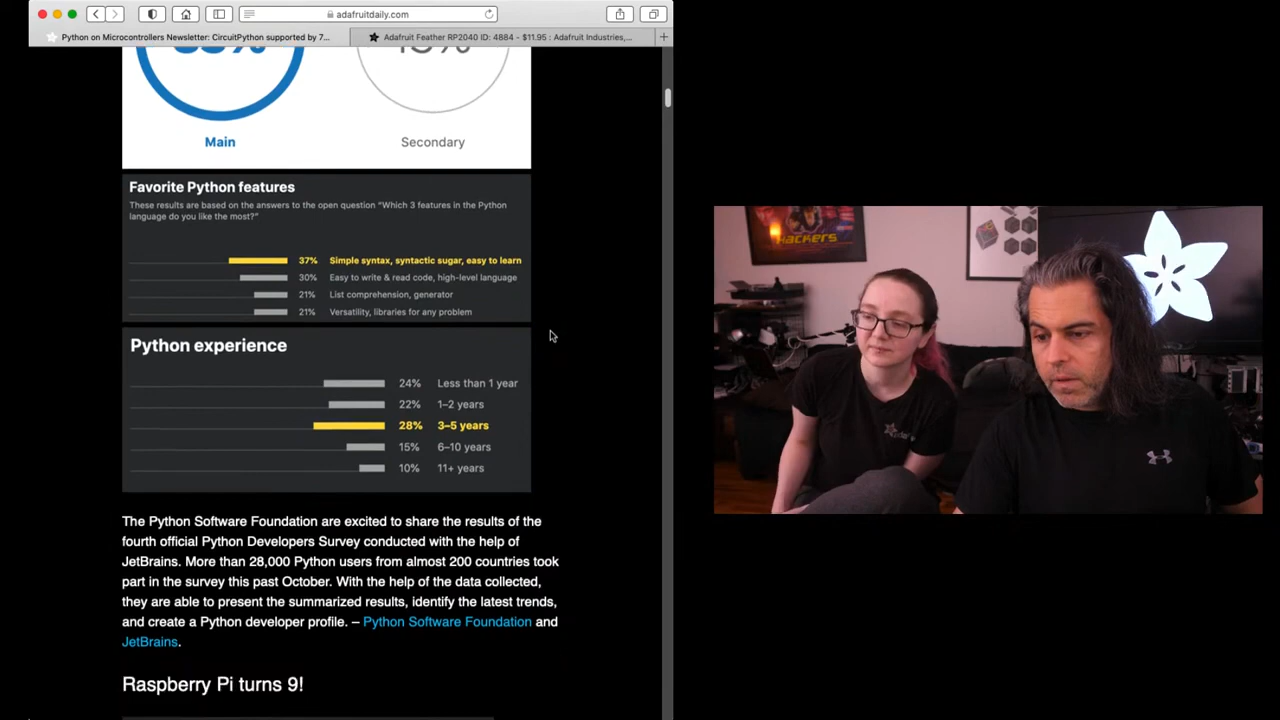 adafruitdaily.com
Python on Microcontrollers Newsletter: CircuitPython supported by 7...
Adafruit Feather RP2040 ID: 4884 - $11.95 : Adafruit Industries,...
Main
Secondary
Favorite Python features
These results are based on the answers to the open question “Which 3 features in the Python
language do you like the most?”
37% Simple syntax, syntactic sugar, easy to learn
30% Easy to write & read code, high-level language
21% List comprehension, generator
21% Versatility, libraries for any problem
Python experience
24% Less than 1 year
22% 1–2 years
28% 3–5 years
15% 6–10 years
10% 11+ years
The Python Software Foundation are excited to share the results of the
fourth official Python Developers Survey conducted with the help of
JetBrains. More than 28,000 Python users from almost 200 countries took
part in the survey this past October. With the help of the data collected,
they are able to present the summarized results, identify the latest trends,
and create a Python developer profile. – Python Software Foundation and
JetBrains.
Raspberry Pi turns 9!
HACKERS